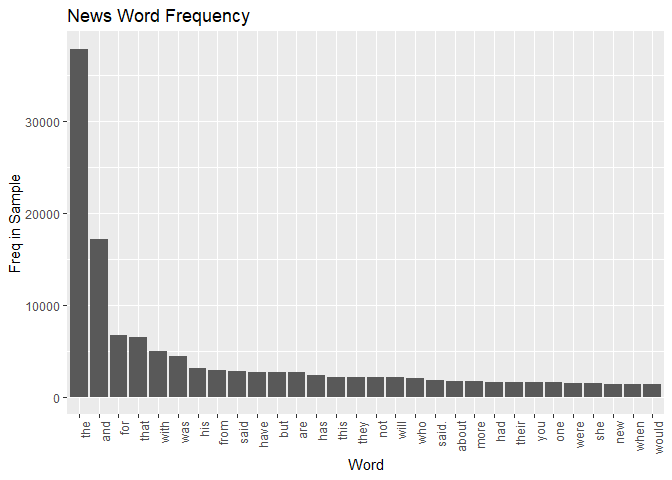 News Word Frequency
Freq in Sample
30000
20000
10000
0
the and for that with was his from said have but are has this they not will who said. about more had their you one were she new when would
Word